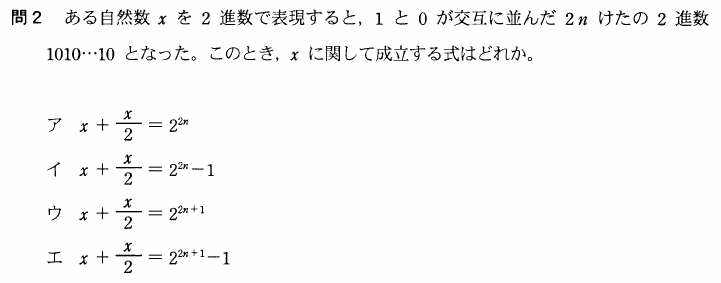 問2 ある自然数 x を 2 進数で表現すると，1 と 0 が交互に並んだ 2n けたの 2 進数
1010…10 となった。このとき，x に関して成立する式はどれか。
ア x + x/2 = 2^{2n}
イ x + x/2 = 2^{2n} − 1
ウ x + x/2 = 2^{2n+1}
エ x + x/2 = 2^{2n+1} − 1